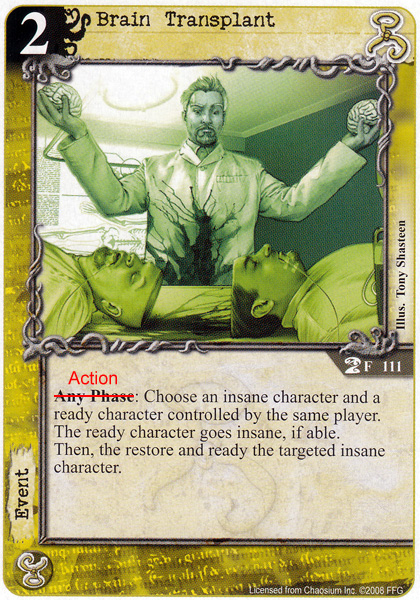 2
Brain Transplant
Illus. Tony Shasteen
F 111
Action
Any Phase: Choose an insane character and a
ready character controlled by the same player.
The ready character goes insane, if able.
Then, the restore and ready the targeted insane
character.
Event
Licensed from Chaosium Inc. ©2008 FFG